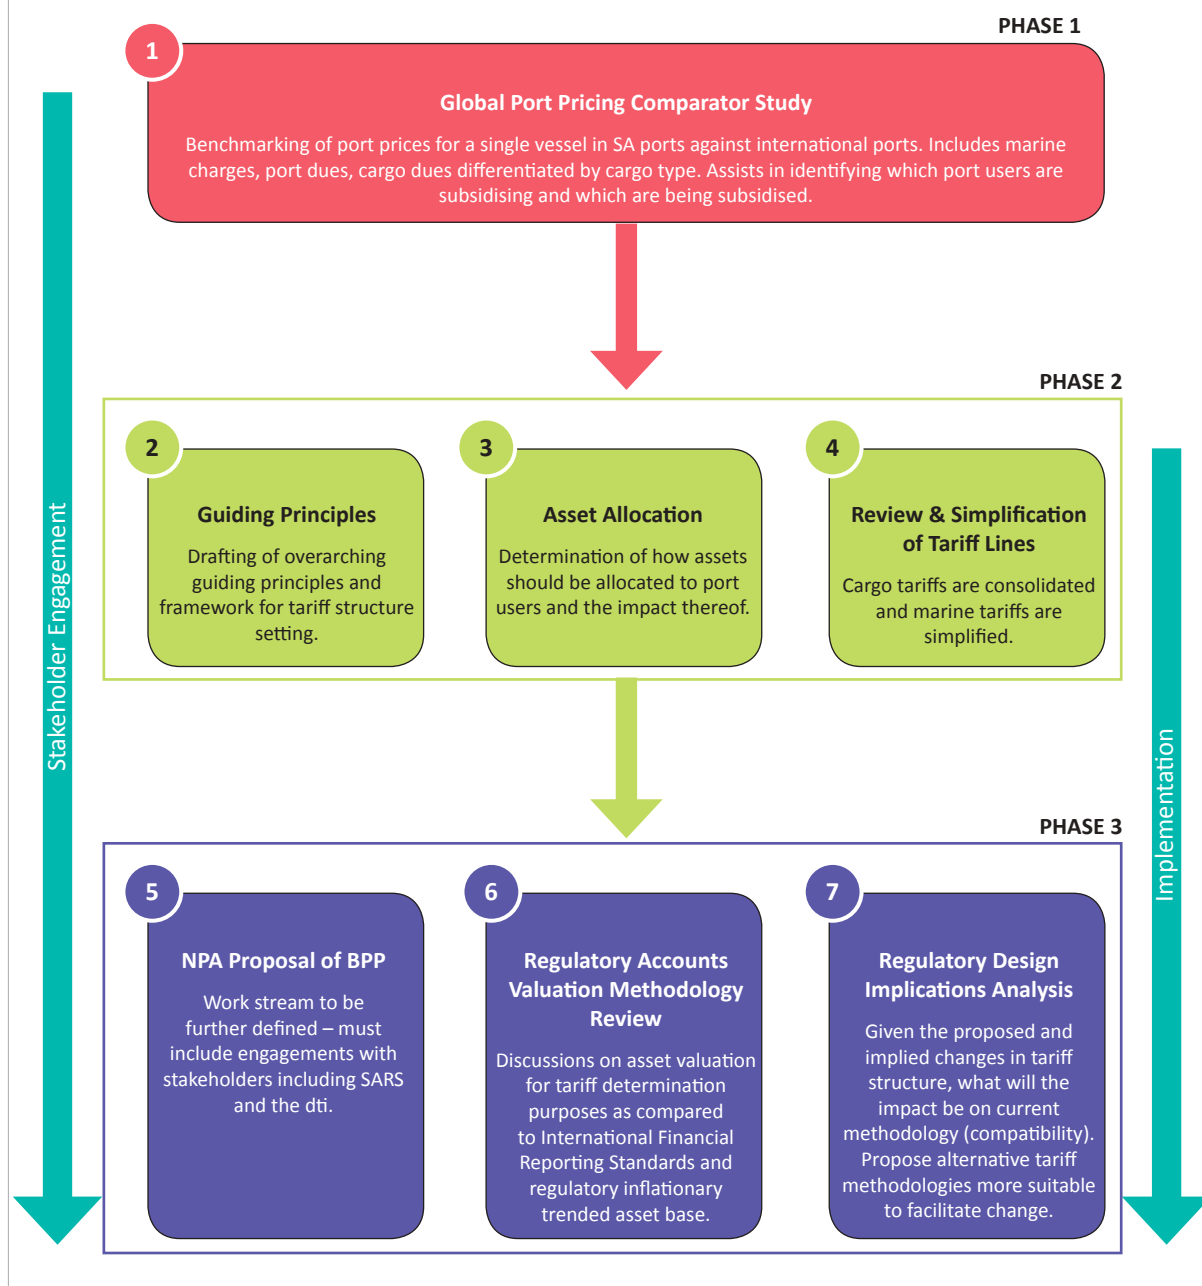 PHASE 1
1
Global Port Pricing Comparator Study
Benchmarking of port prices for a single vessel in SA ports against international ports. Includes marine
charges, port dues, cargo dues differentiated by cargo type. Assists in identifying which port users are
subsidising and which are being subsidised.
PHASE 2
2
Guiding Principles
Drafting of overarching
guiding principles and
framework for tariff structure
setting.
3
Asset Allocation
Determination of how assets
should be allocated to port
users and the impact thereof.
4
Review & Simplification
of Tariff Lines
Cargo tariffs are consolidated
and marine tariffs are
simplified.
Stakeholder Engagement
Implementation
PHASE 3
5
NPA Proposal of BPP
Work stream to be
further defined – must
include engagements with
stakeholders including SARS
and the dti.
6
Regulatory Accounts
Valuation Methodology
Review
Discussions on asset valuation
for tariff determination
purposes as compared
to International Financial
Reporting Standards and
regulatory inflationary
trended asset base.
7
Regulatory Design
Implications Analysis
Given the proposed and
implied changes in tariff
structure, what will the
impact be on current
methodology (compatibility).
Propose alternative tariff
methodologies more suitable
to facilitate change.